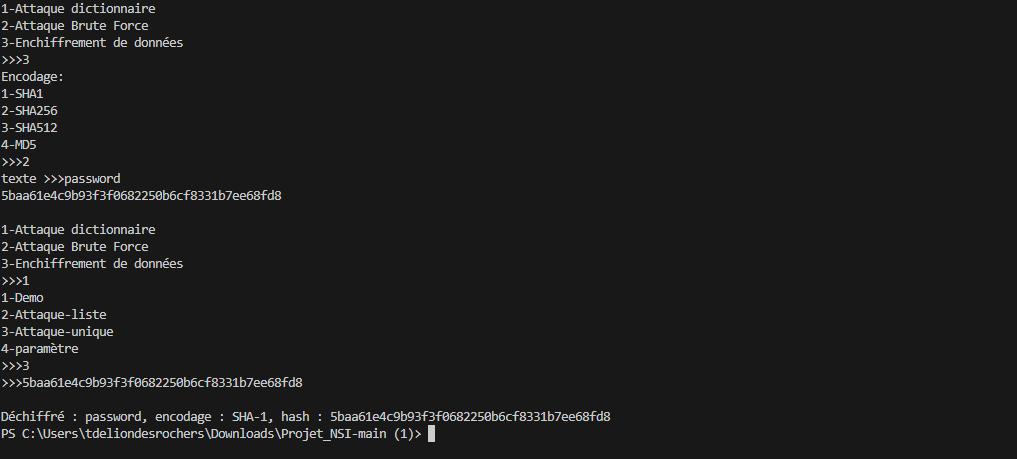 1-Attaque dictionnaire
2-Attaque Brute Force
3-Enchiffrement de données
>>>3
Encodage:
1-SHA1
2-SHA256
3-SHA512
4-MD5
>>>2
texte >>>password
5baa61e4c9b93f3f0682250b6cf8331b7ee68fd8
1-Attaque dictionnaire
2-Attaque Brute Force
3-Enchiffrement de données
>>>1
1-Demo
2-Attaque-liste
3-Attaque-unique
4-paramètre
>>>3
>>>5baa61e4c9b93f3f0682250b6cf8331b7ee68fd8
Déchiffré : password, encodage : SHA-1, hash : 5baa61e4c9b93f3f0682250b6cf8331b7ee68fd8
PS C:\Users\tdeliondesrochers\Downloads\Projet_NSI-main (1)>